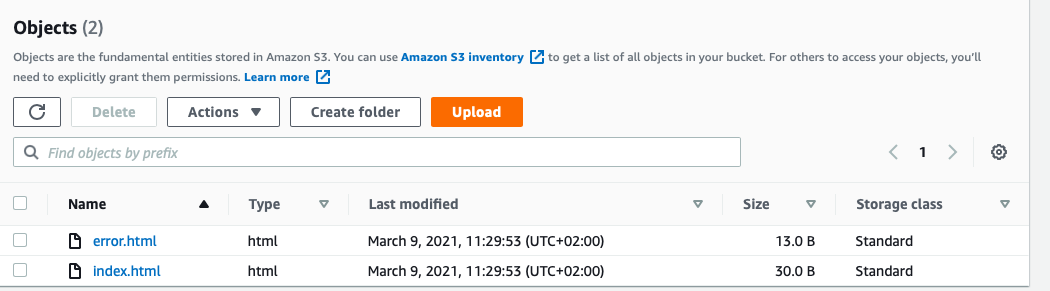 Objects (2)
Objects are the fundamental entities stored in Amazon S3. You can use Amazon S3 inventory to get a list of all objects in your bucket. For others to access your objects, you'll
need to explicitly grant them permissions. Learn more
Delete Actions Create folder Upload
Find objects by prefix 1
Name Type Last modified Size Storage class
error.html html March 9, 2021, 11:29:53 (UTC+02:00) 13.0 B Standard
index.html html March 9, 2021, 11:29:53 (UTC+02:00) 30.0 B Standard